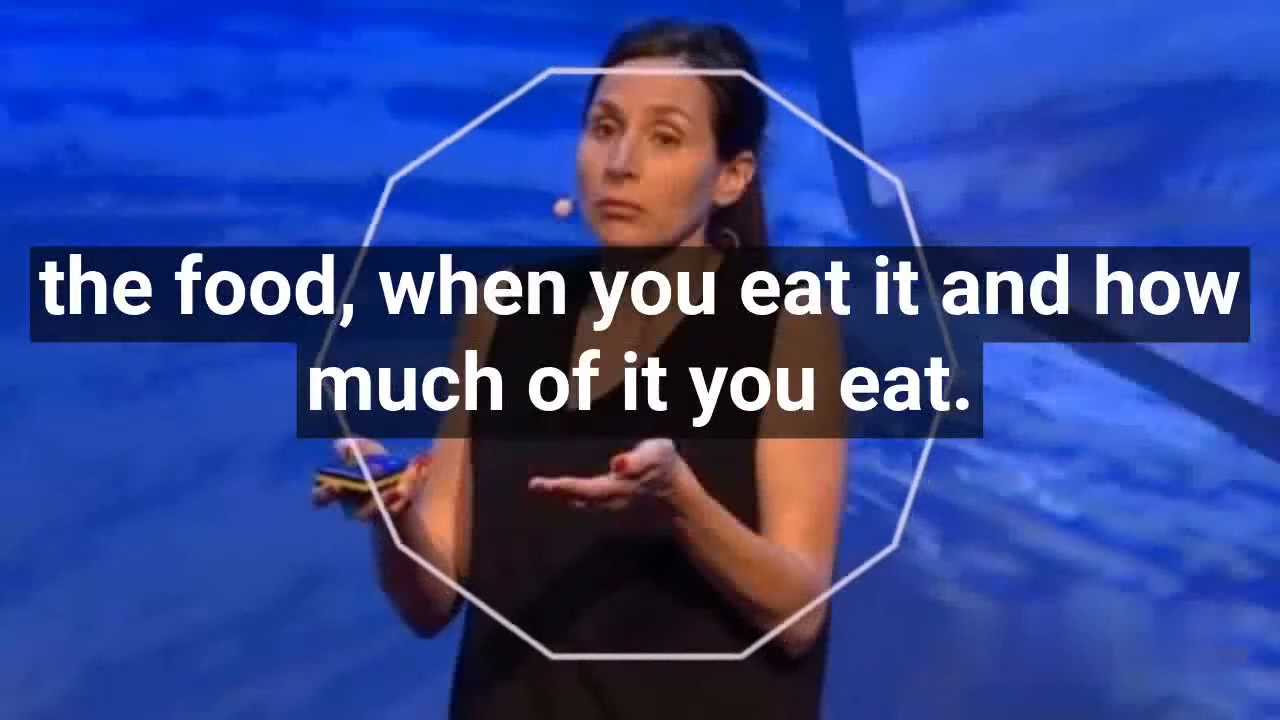 the food, when you eat it and how
much of it you eat.